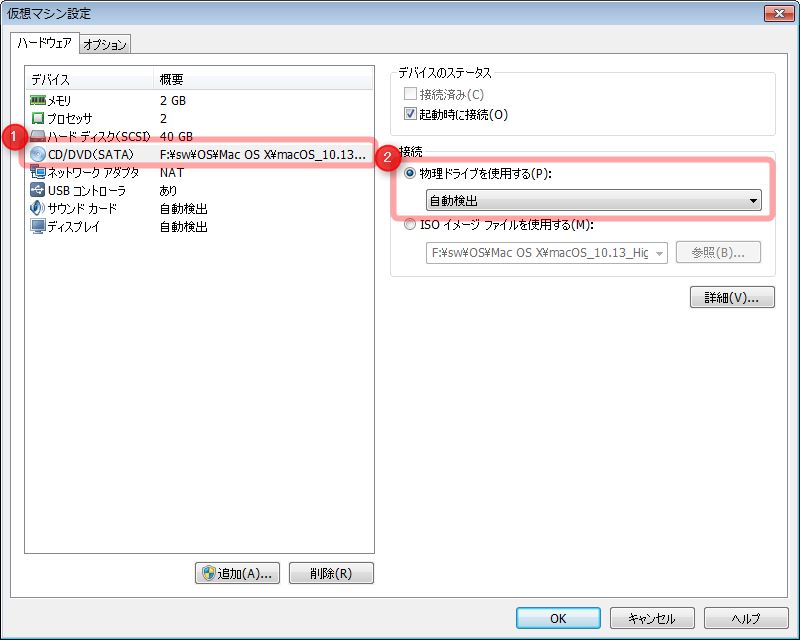 仮想マシン設定
ハードウェア オプション
デバイス 概要
メモリ 2 GB
プロセッサ 2
ハード ディスク(SCSI) 40 GB
1
CD/DVD(SATA) F:¥sw¥OS¥Mac OS X¥macOS_10.13...
ネットワーク アダプタ NAT
USB コントローラ あり
サウンド カード 自動検出
ディスプレイ 自動検出
追加(A)... 削除(R)
デバイスのステータス
接続済み(C)
起動時に接続(O)
2
接続
物理ドライブを使用する(P):
自動検出
ISO イメージ ファイルを使用する(M):
F:¥sw¥OS¥Mac OS X¥macOS_10.13_Hig 参照(B)...
詳細(V)...
OK キャンセル ヘルプ